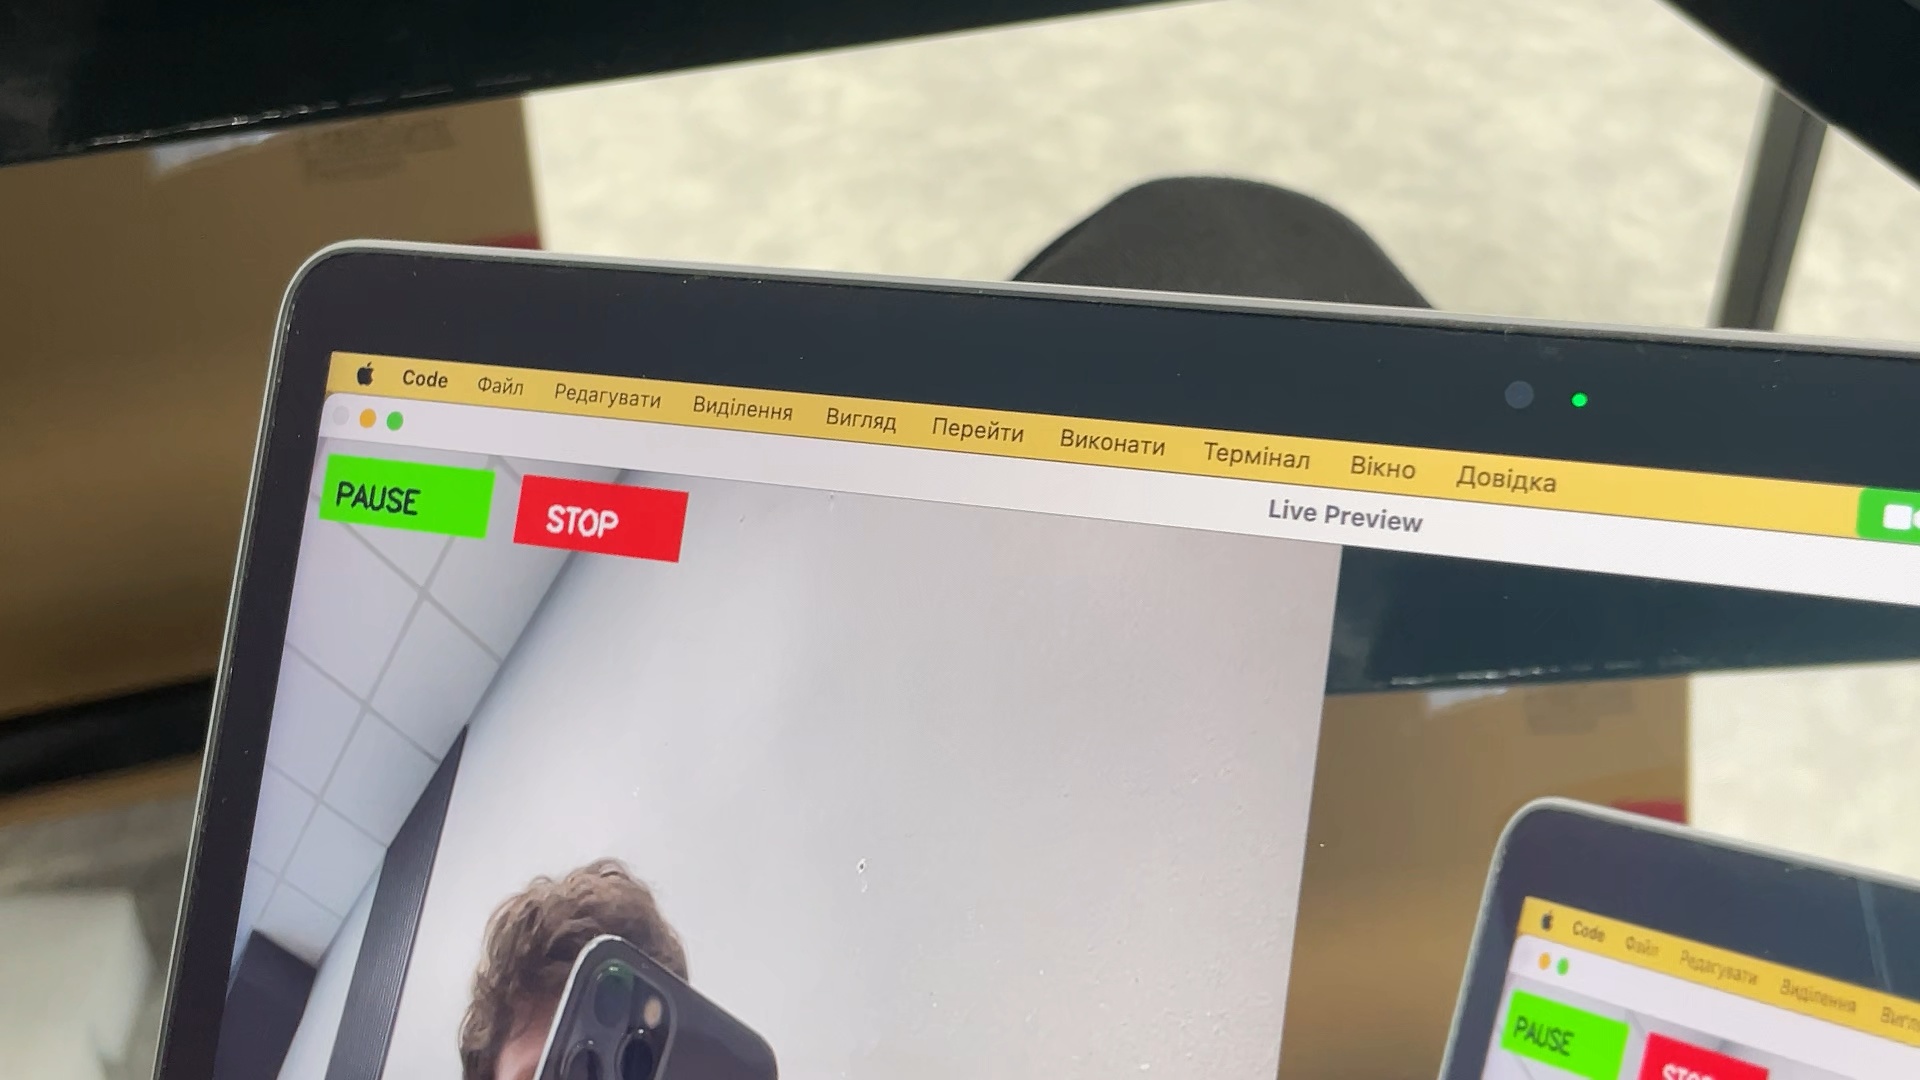 Code Файл Редагувати Виділення Вигляд Перейти Виконати Термінал Вікно Довідка
Live Preview
PAUSE STOP
Code Файл Редагувати Виділення
PAUSE